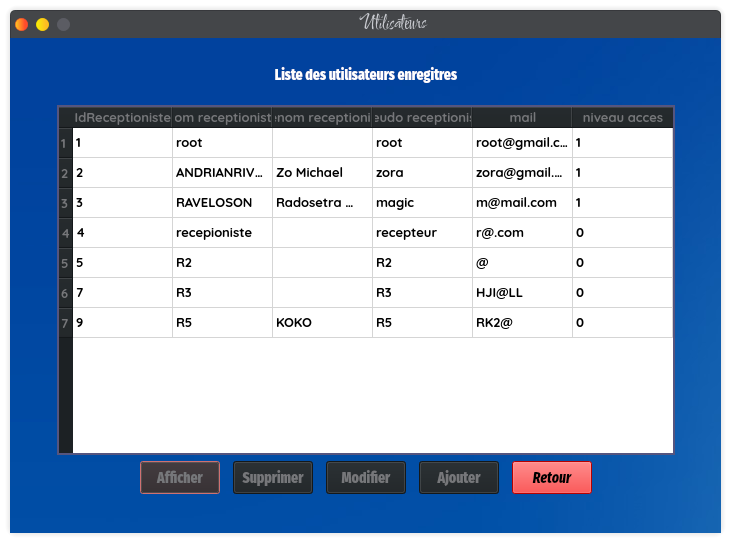 Utilisateurs
Liste des utilisateurs enregitres
IdReceptioniste om receptionist nom receptioni eudo receptionis mail niveau acces
1 1 root root root@gmail.c... 1
2 2 ANDRIANRIV... Zo Michael zora zora@gmail.... 1
3 3 RAVELOSON Radosetra ... magic m@mail.com 1
4 4 recepioniste recepteur r@.com 0
5 5 R2 R2 @ 0
6 7 R3 R3 HJI@LL 0
7 9 R5 KOKO R5 RK2@ 0
Afficher Supprimer Modifier Ajouter Retour